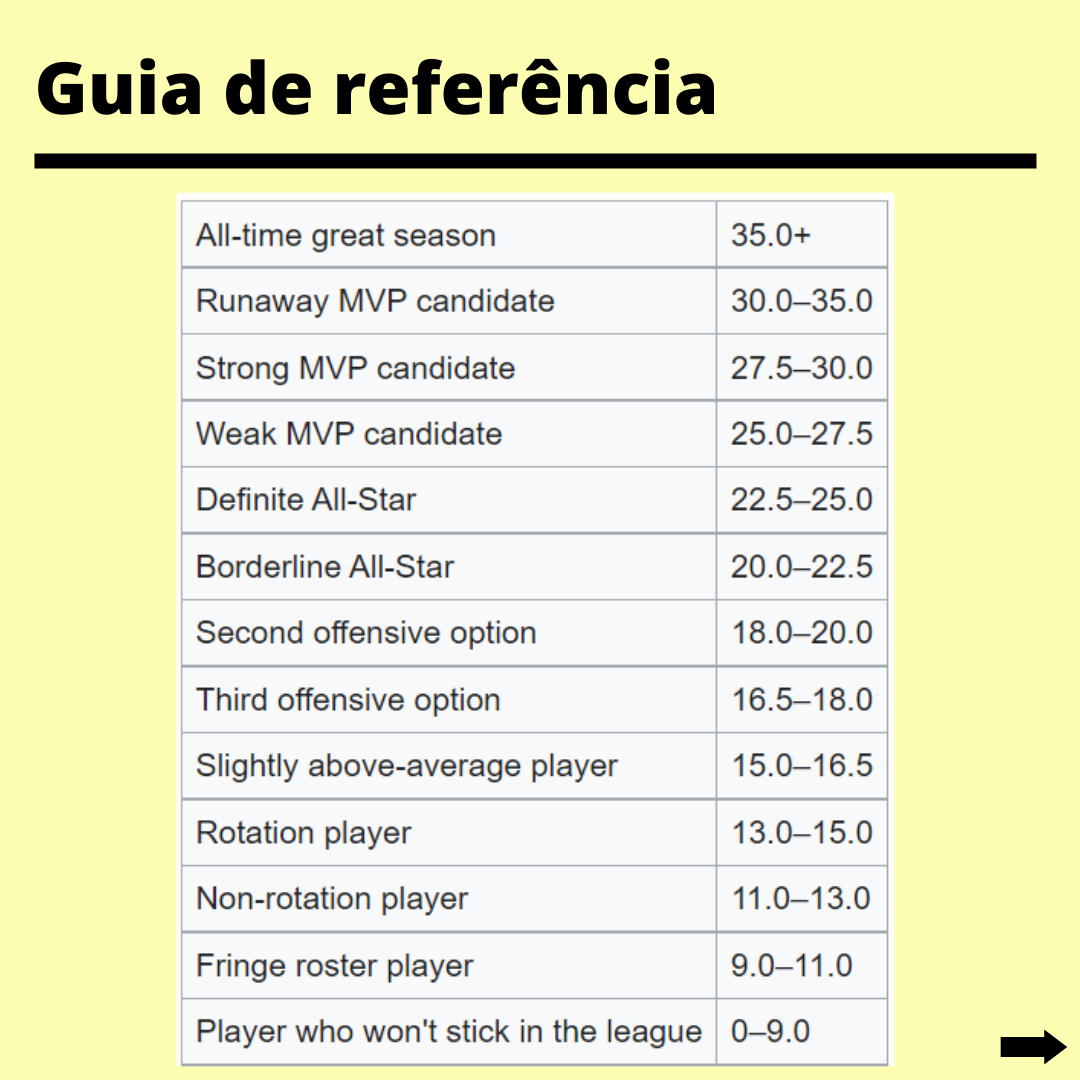 Guia de referência
All-time great season 35.0+
Runaway MVP candidate 30.0–35.0
Strong MVP candidate 27.5–30.0
Weak MVP candidate 25.0–27.5
Definite All-Star 22.5–25.0
Borderline All-Star 20.0–22.5
Second offensive option 18.0–20.0
Third offensive option 16.5–18.0
Slightly above-average player 15.0–16.5
Rotation player 13.0–15.0
Non-rotation player 11.0–13.0
Fringe roster player 9.0–11.0
Player who won't stick in the league 0–9.0